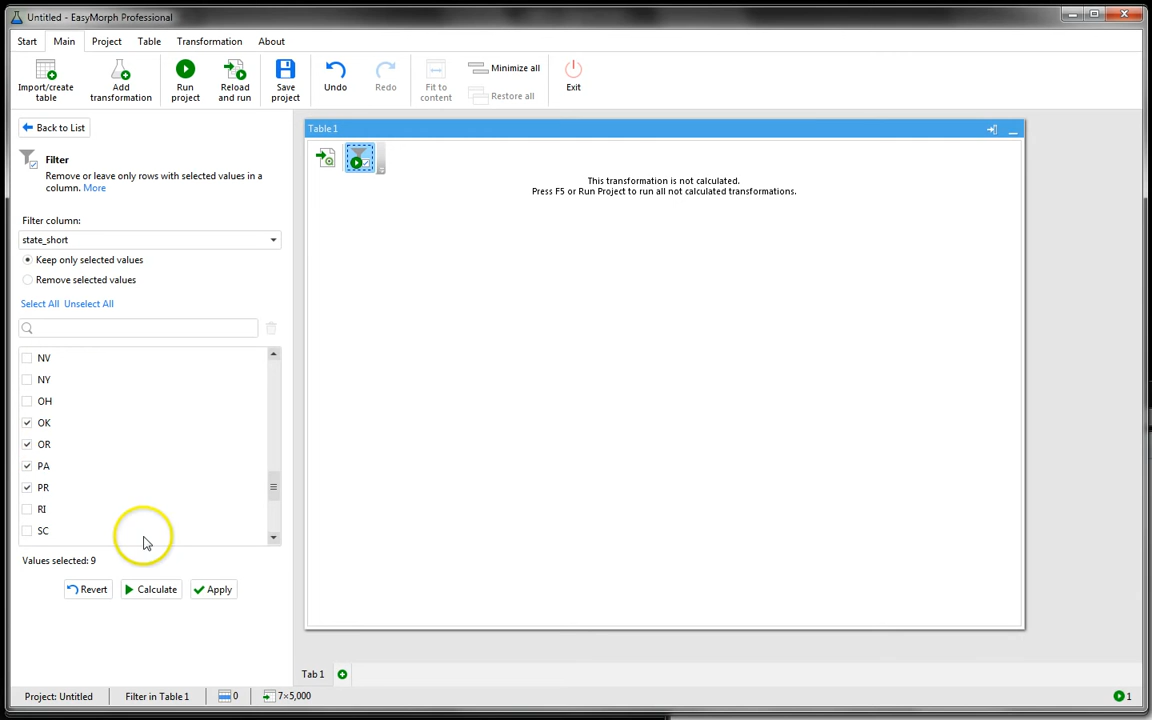 Untitled - EasyMorph Professional
Start Main Project Table Transformation About
Import/create table
Add transformation
Run project
Reload and run
Save project
Undo
Redo
Fit to content
Minimize all
Restore all
Exit
Back to List
Filter
Remove or leave only rows with selected values in a
column. More
Filter column:
state_short
Keep only selected values
Remove selected values
Select All Unselect All
NV
NY
OH
OK
OR
PA
PR
RI
SC
Values selected: 9
Revert Calculate Apply
Table 1
This transformation is not calculated.
Press F5 or Run Project to run all not calculated transformations.
Tab 1
Project: Untitled Filter in Table 1 0 7×5,000 1